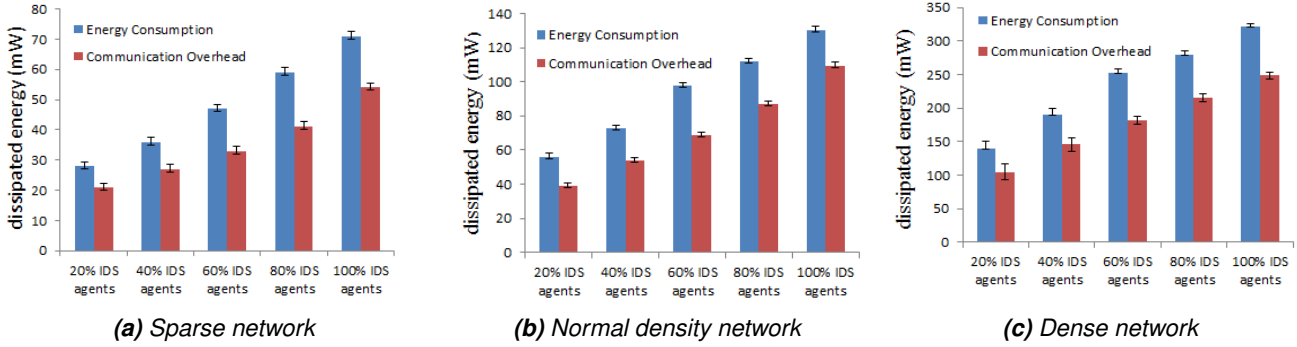 dissipated energy (mW)
80
70
60
50
40
30
20
10
0
Energy Consumption
Communication Overhead
20% IDS agents
40% IDS agents
60% IDS agents
80% IDS agents
100% IDS agents
(a) Sparse network
dissipated energy (mW)
140
120
100
80
60
40
20
0
Energy Consumption
Communication Overhead
20% IDS agents
40% IDS agents
60% IDS agents
80% IDS agents
100% IDS agents
(b) Normal density network
dissipated energy (mW)
350
300
250
200
150
100
50
0
Energy Consumption
Communication Overhead
20% IDS agents
40% IDS agents
60% IDS agents
80% IDS agents
100% IDS agents
(c) Dense network